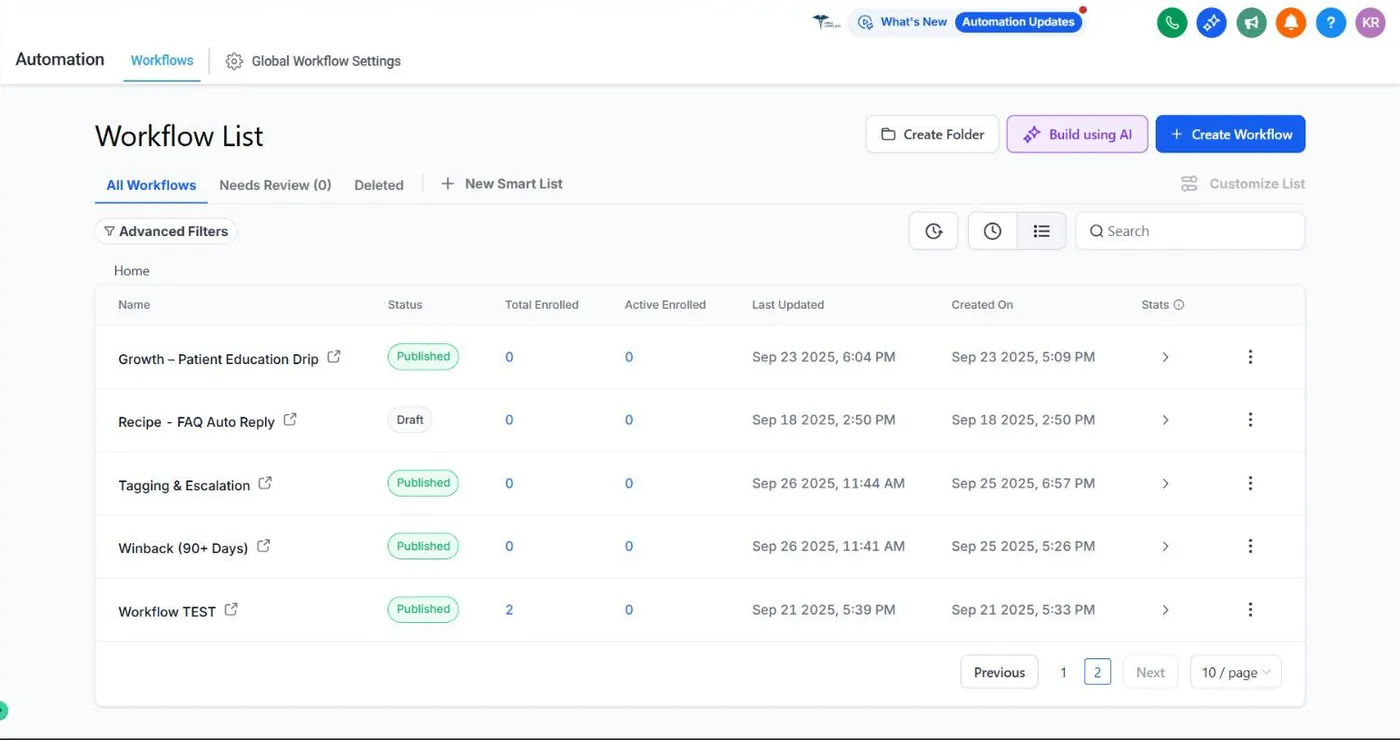 What's New Automation Updates
KR
Automation Workflows Global Workflow Settings
Workflow List
Create Folder Build using AI + Create Workflow
All Workflows Needs Review (0) Deleted + New Smart List Customize List
Advanced Filters Search
Home
Name Status Total Enrolled Active Enrolled Last Updated Created On Stats
Growth – Patient Education Drip Published 0 0 Sep 23 2025, 6:04 PM Sep 23 2025, 5:09 PM
Recipe - FAQ Auto Reply Draft 0 0 Sep 18 2025, 2:50 PM Sep 18 2025, 2:50 PM
Tagging & Escalation Published 0 0 Sep 26 2025, 11:44 AM Sep 25 2025, 6:57 PM
Winback (90+ Days) Published 0 0 Sep 26 2025, 11:41 AM Sep 25 2025, 5:26 PM
Workflow TEST Published 2 0 Sep 21 2025, 5:39 PM Sep 21 2025, 5:33 PM
Previous 1 2 Next 10 / page